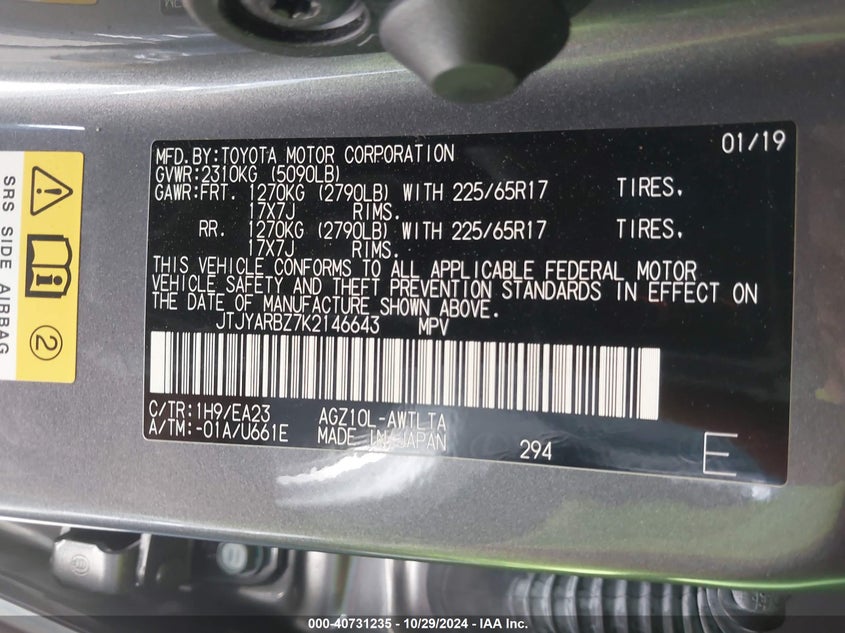 MFD.BY:TOYOTA MOTOR CORPORATION 01/19
GVWR:2310KG (5090LB)
GAWR:FRT. 1270KG (2790LB) WITH 225/65R17 TIRES,
17X7J RIMS.
RR. 1270KG (2790LB) WITH 225/65R17 TIRES,
17X7J RIMS.
THIS VEHICLE CONFORMS TO ALL APPLICABLE FEDERAL MOTOR
VEHICLE SAFETY AND THEFT PREVENTION STANDARDS IN EFFECT ON
THE DATE OF MANUFACTURE SHOWN ABOVE.
JTJYARBZ7K2146643 MPV
C/TR:1H9/EA23 AGZ10L-AWTLTA
A/TM:-01A/U661E MADE IN JAPAN 294 E
SRS SIDE AIRBAG
2
000-40731235 - 10/29/2024 - IAA Inc.